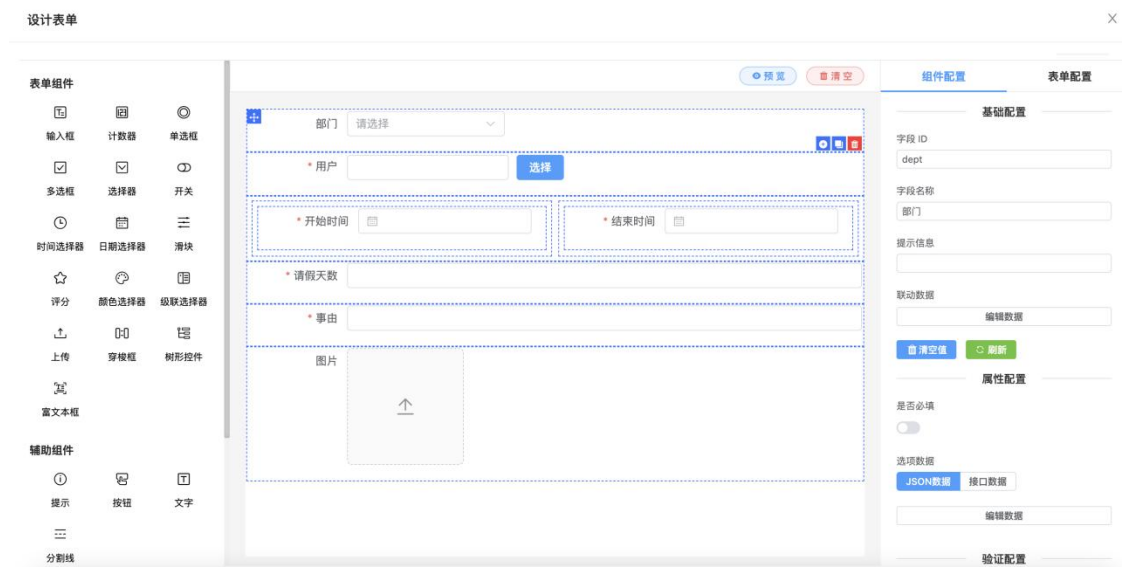 设计表单
X
表单组件
输入框 计数器 单选框
多选框 选择器 开关
时间选择器 日期选择器 滑块
评分 颜色选择器 级联选择器
上传 穿梭框 树形控件
富文本框
辅助组件
提示 按钮 文字
分割线
预览 清空
部门 请选择
* 用户 选择
* 开始时间 * 结束时间
* 请假天数
* 事由
图片
组件配置 表单配置
基础配置
字段 ID
dept
字段名称
部门
提示信息
联动数据
编辑数据
清空值 刷新
属性配置
是否必填
选项数据
JSON数据 接口数据
编辑数据
验证配置